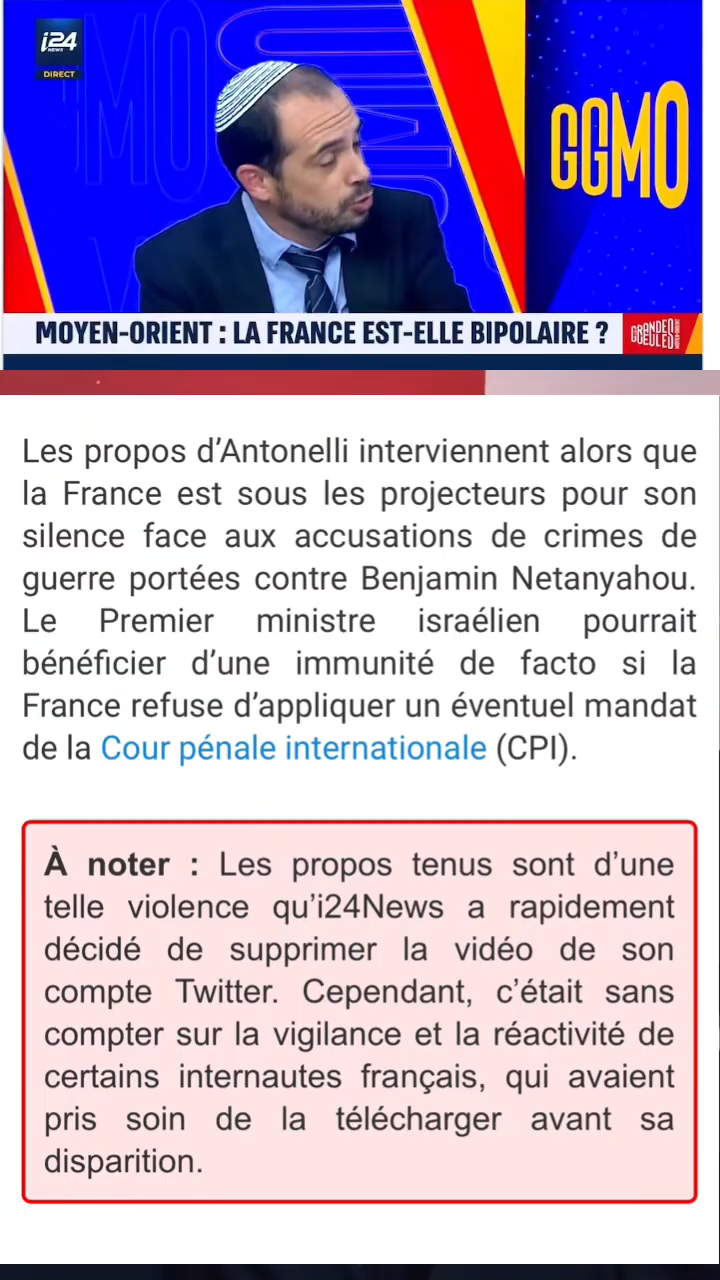 i24
NEWS
DIRECT
GGMO
MOYEN-ORIENT : LA FRANCE EST-ELLE BIPOLAIRE ?
GRANDES
GUEULES
MOYEN-ORIENT
Les propos d’Antonelli interviennent alors que
la France est sous les projecteurs pour son
silence face aux accusations de crimes de
guerre portées contre Benjamin Netanyahou.
Le Premier ministre israélien pourrait
bénéficier d’une immunité de facto si la
France refuse d’appliquer un éventuel mandat
de la Cour pénale internationale (CPI).
À noter : Les propos tenus sont d’une
telle violence qu’i24News a rapidement
décidé de supprimer la vidéo de son
compte Twitter. Cependant, c’était sans
compter sur la vigilance et la réactivité de
certains internautes français, qui avaient
pris soin de la télécharger avant sa
disparition.